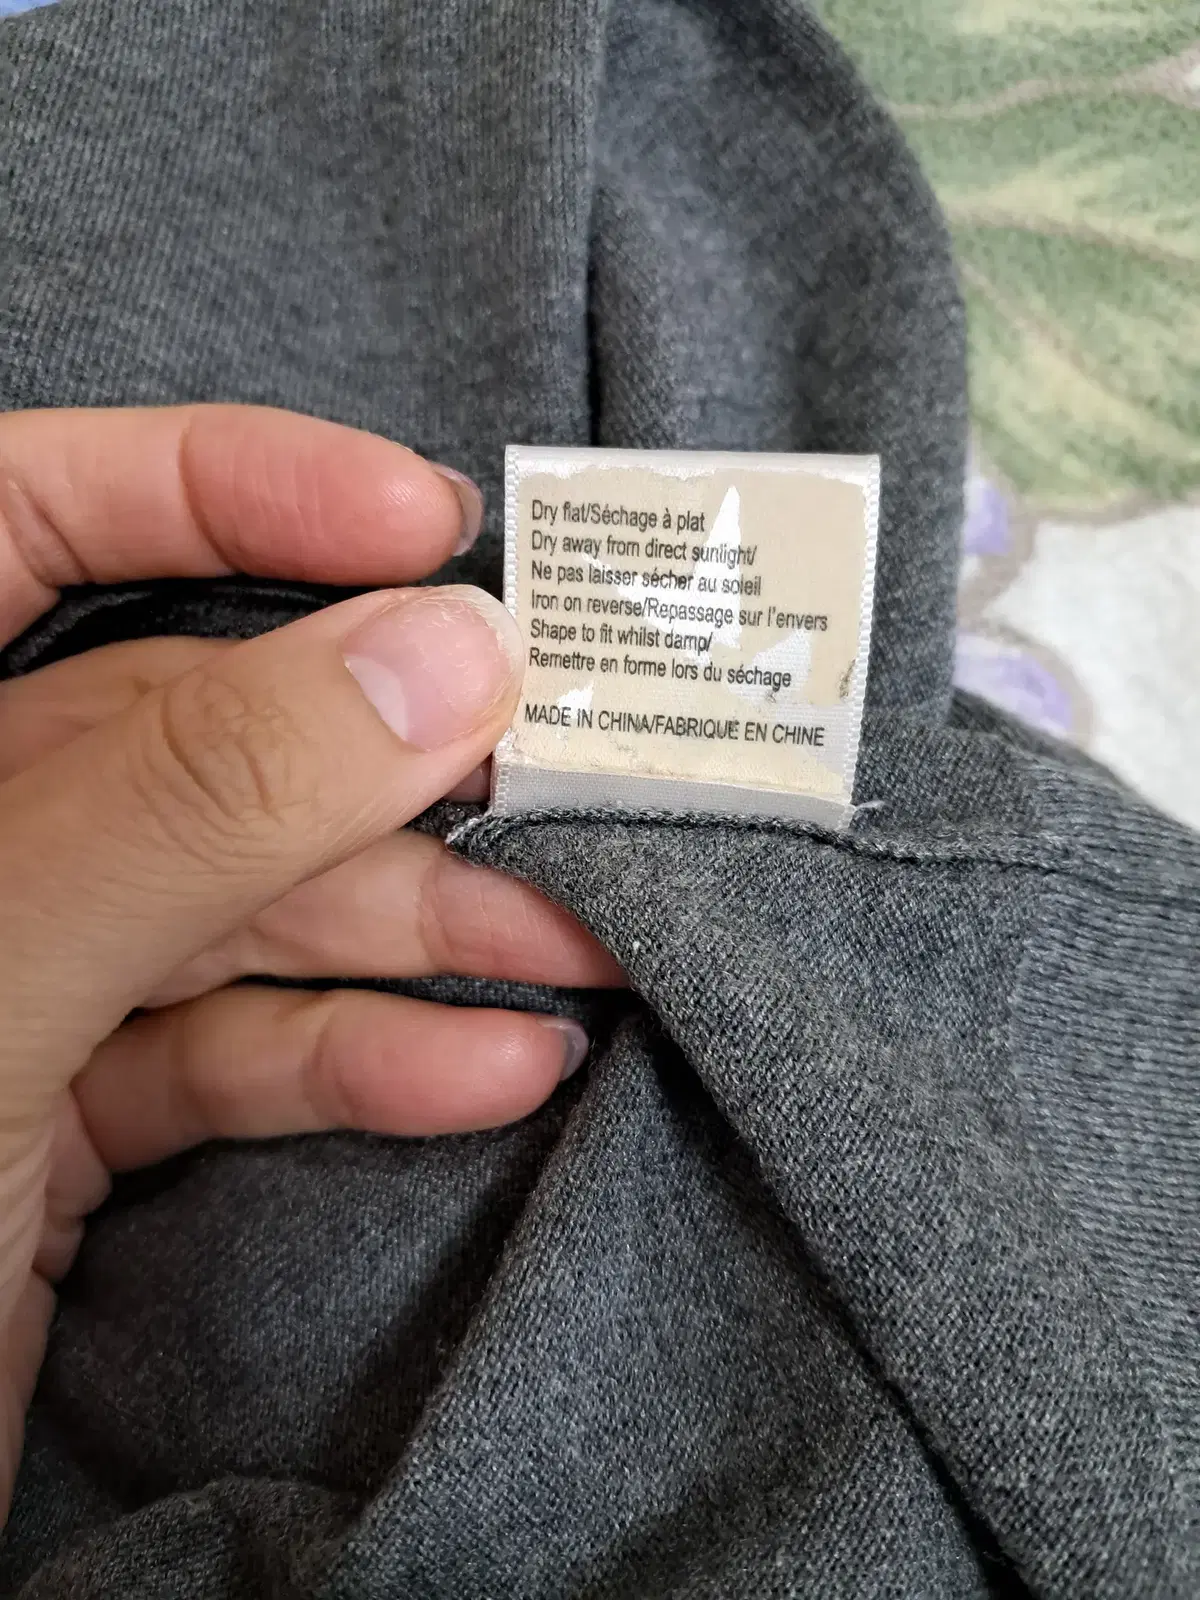 Dry flat/Séchage à plat
Dry away from direct sunlight/
Ne pas laisser sécher au soleil
Iron on reverse/Repassage sur l'envers
Shape to fit whilst damp/
Remettre en forme lors du séchage
MADE IN CHINA/FABRIQUÉ EN CHINE